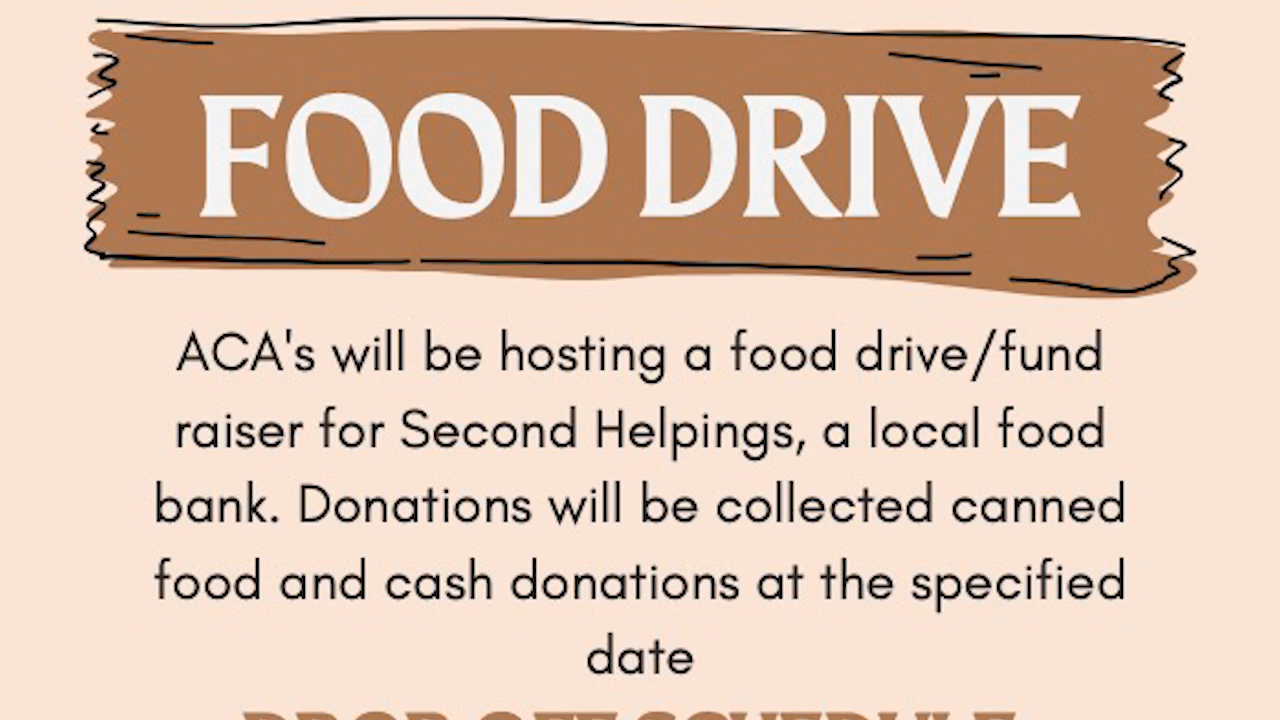 FOOD DRIVE
ACA's will be hosting a food drive/fund
raiser for Second Helpings, a local food
bank. Donations will be collected canned
food and cash donations at the specified
date